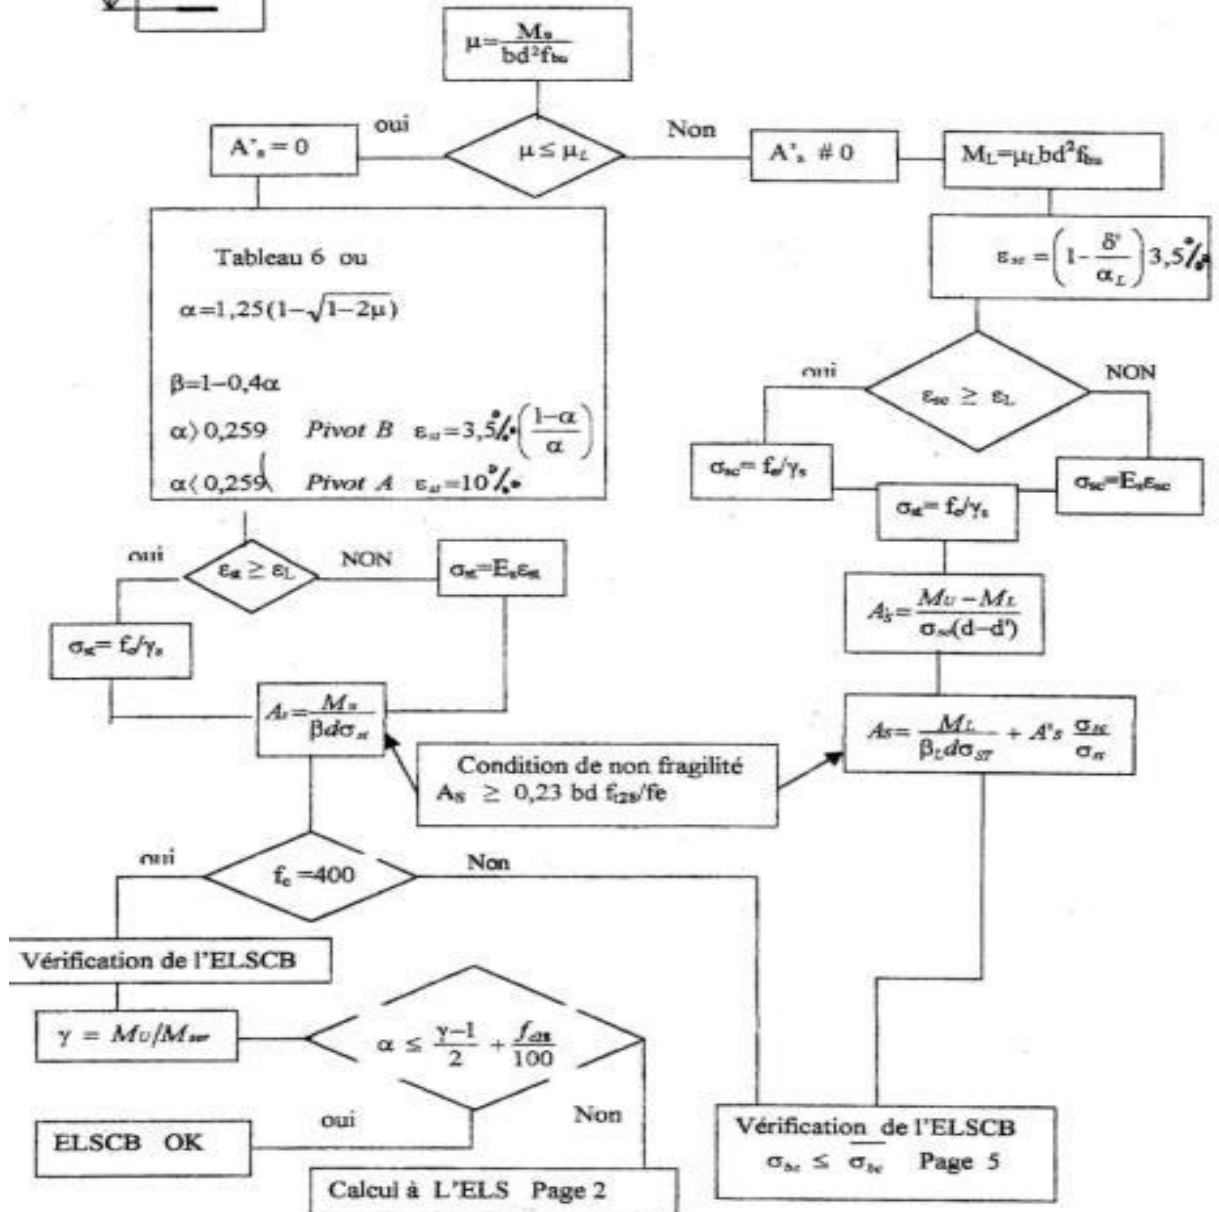 μ=Mu/bd²fbu
oui
A's = 0
μ ≤ μL
Non
A's # 0
ML=μLbd²fbu
Tableau 6 ou
α=1,25(1−√1−2μ)
β=1−0,4α
α⟩ 0,259 Pivot B εst=3,5‰(1−α/α)
α⟨ 0,259 Pivot A εst=10‰
εsc = (1 - δ'/αL) 3,5‰
oui
εsc ≥ εL
NON
σsc= fe/γs
σsc=Esεsc
σst= fe/γs
oui
εst ≥ εL
NON
σst=Esεst
σst= fe/γs
A's=MU−ML/σsc(d−d')
As=Mu/βdσst
As= ML/βLdσST + A's σsc/σst
Condition de non fragilité
AS ≥ 0,23 bd ft28/fe
oui
fe =400
Non
Vérification de l'ELSCB
γ = MU/Mser
α ≤ γ−1/2 + fc28/100
oui
Non
ELSCB OK
Vérification de l'ELSCB
σbc ≤ σ̅bc Page 5
Calcul à L'ELS Page 2